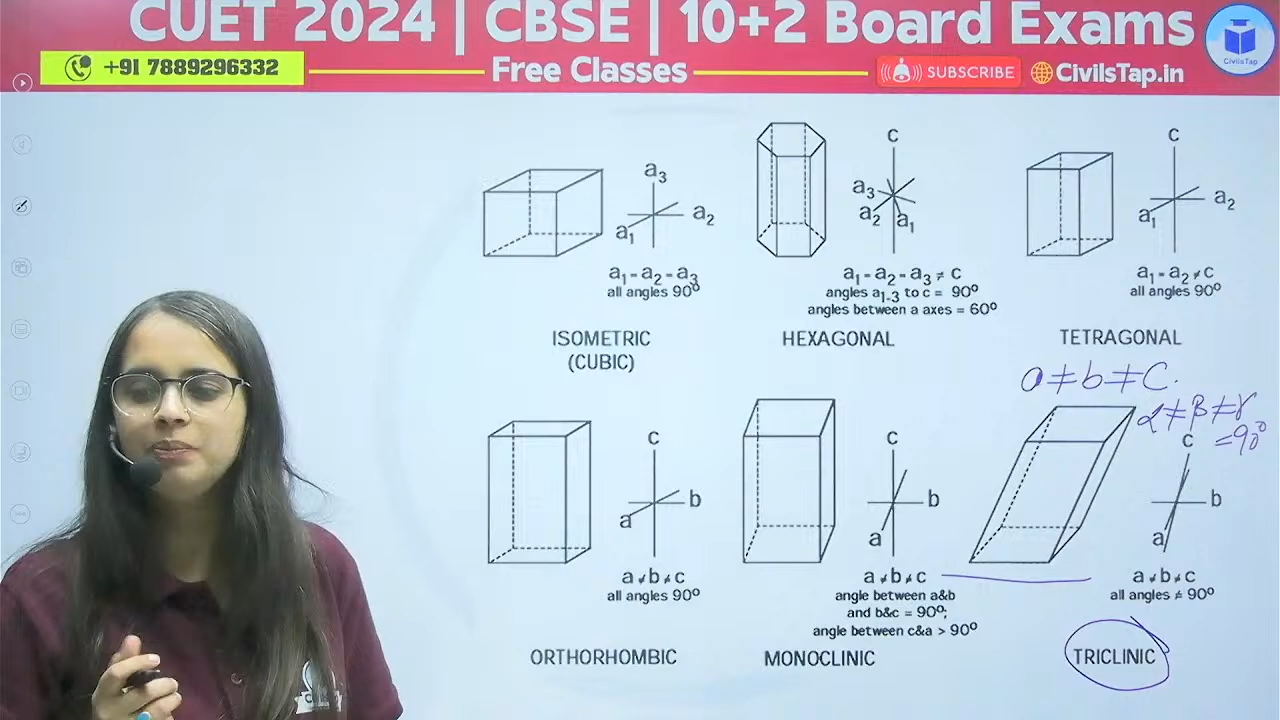 CUET 2024 | CBSE | 10+2 Board Exams
CivilsTap
+91 7889296332
Free Classes
SUBSCRIBE
CivilsTap.in
a₃
a₂
a₁
a₁ = a₂ = a₃
all angles 90°
ISOMETRIC
(CUBIC)
c
a₃
a₂
a₁
a₁ = a₂ = a₃ ≠ c
angles a₁₋₃ to c = 90°
angles between a axes = 60°
HEXAGONAL
c
a₂
a₁
a₁ = a₂ ≠ c
all angles 90°
TETRAGONAL
c
b
a
a ≠ b ≠ c
all angles 90°
ORTHORHOMBIC
c
b
a
a ≠ b ≠ c
angle between a&b
and b&c = 90°;
angle between c&a > 90°
MONOCLINIC
a ≠ b ≠ c.
α ≠ β ≠ γ
= 90°
c
b
a
a ≠ b ≠ c
all angles ≠ 90°
TRICLINIC